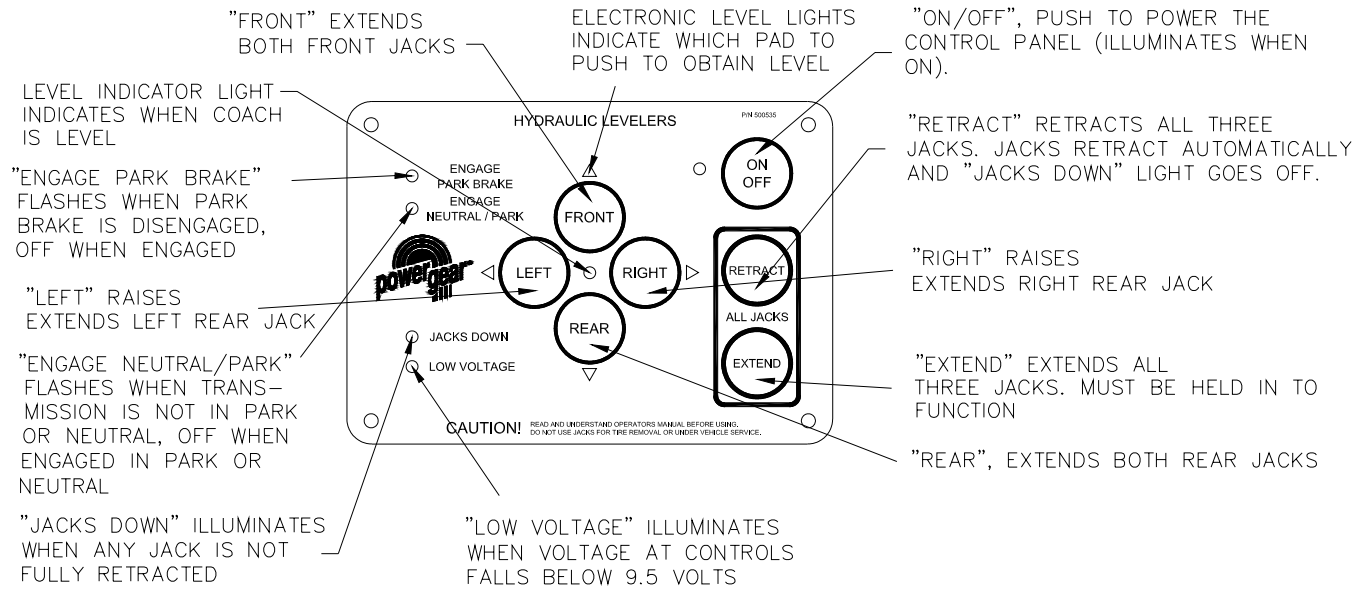 "FRONT" EXTENDS
BOTH FRONT JACKS
ELECTRONIC LEVEL LIGHTS
INDICATE WHICH PAD TO
PUSH TO OBTAIN LEVEL
"ON/OFF", PUSH TO POWER THE
CONTROL PANEL (ILLUMINATES WHEN
ON).
LEVEL INDICATOR LIGHT
INDICATES WHEN COACH
IS LEVEL
"ENGAGE PARK BRAKE"
FLASHES WHEN PARK
BRAKE IS DISENGAGED,
OFF WHEN ENGAGED
"LEFT" RAISES
EXTENDS LEFT REAR JACK
"ENGAGE NEUTRAL/PARK"
FLASHES WHEN TRANS-
MISSION IS NOT IN PARK
OR NEUTRAL, OFF WHEN
ENGAGED IN PARK OR
NEUTRAL
"JACKS DOWN" ILLUMINATES
WHEN ANY JACK IS NOT
FULLY RETRACTED
HYDRAULIC LEVELERS
P/N 500535
ENGAGE
PARK BRAKE
ENGAGE
NEUTRAL / PARK
ON
OFF
FRONT
LEFT
RIGHT
REAR
powergear
RETRACT
ALL JACKS
EXTEND
JACKS DOWN
LOW VOLTAGE
CAUTION!
READ AND UNDERSTAND OPERATORS MANUAL BEFORE USING.
DO NOT USE JACKS FOR TIRE REMOVAL OR UNDER VEHICLE SERVICE.
"RETRACT" RETRACTS ALL THREE
JACKS. JACKS RETRACT AUTOMATICALLY
AND "JACKS DOWN" LIGHT GOES OFF.
"RIGHT" RAISES
EXTENDS RIGHT REAR JACK
"EXTEND" EXTENDS ALL
THREE JACKS. MUST BE HELD IN TO
FUNCTION
"REAR", EXTENDS BOTH REAR JACKS
"LOW VOLTAGE" ILLUMINATES
WHEN VOLTAGE AT CONTROLS
FALLS BELOW 9.5 VOLTS